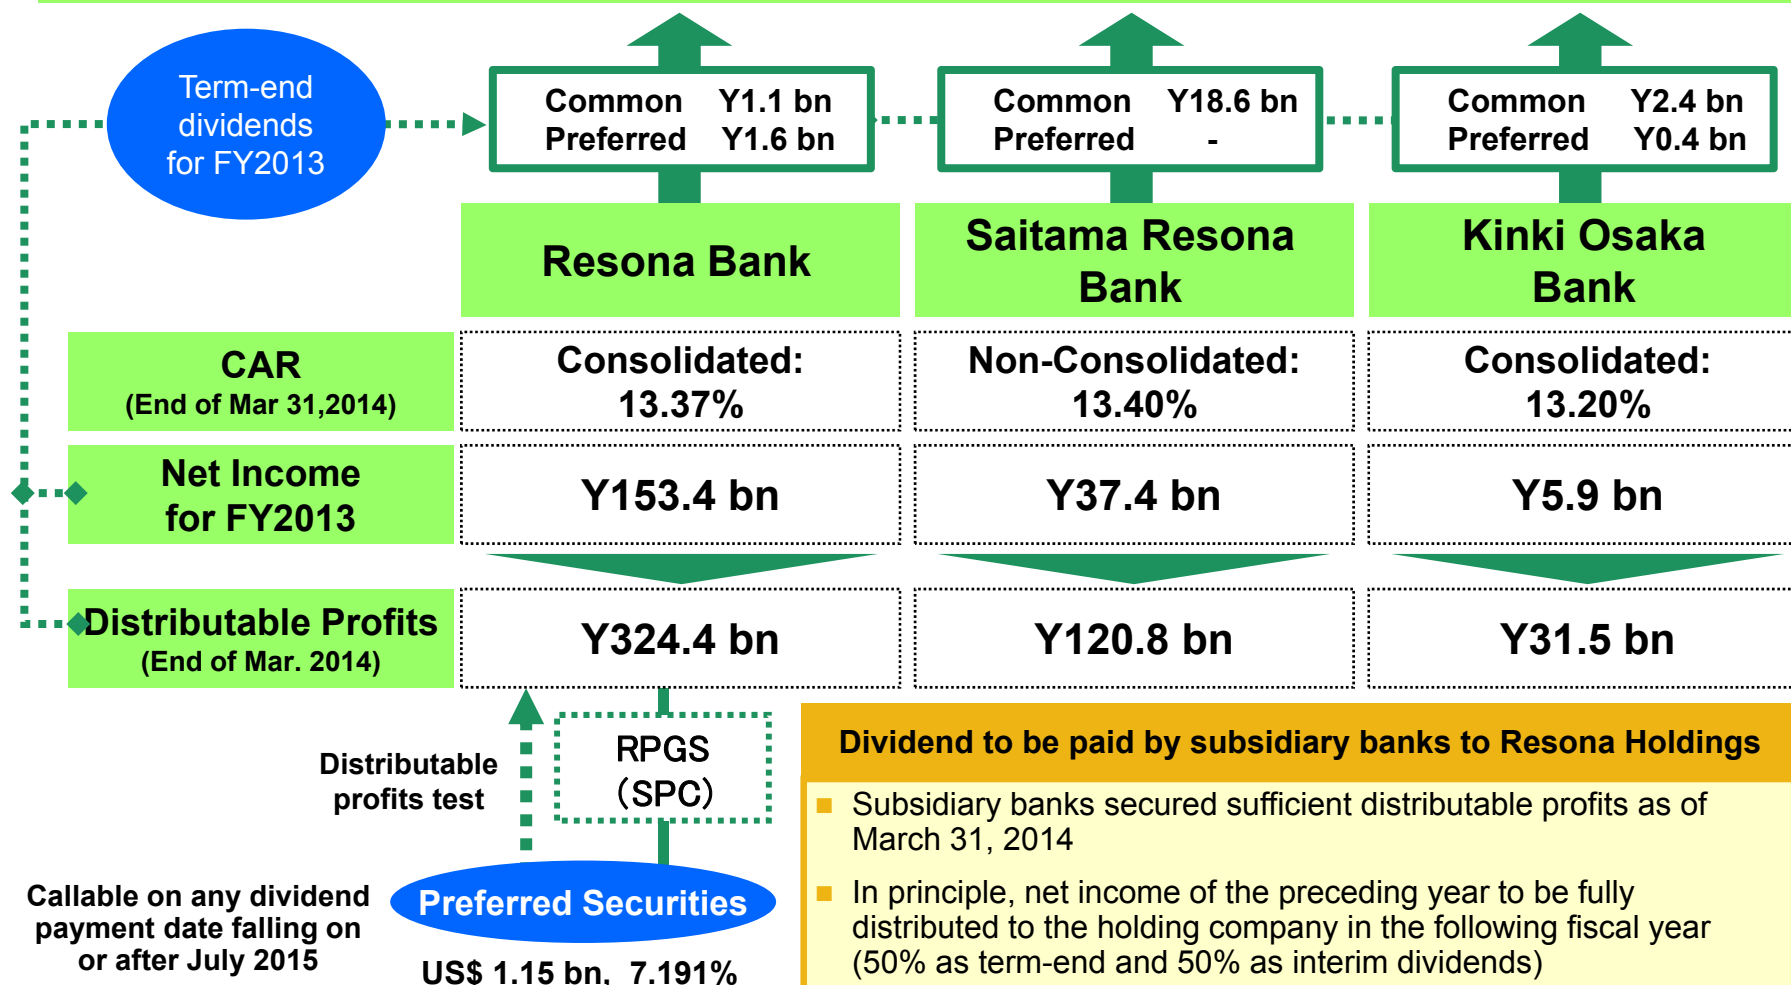 Term-end
dividends
for FY2013
Common Y1.1 bn
Preferred Y1.6 bn
Common Y18.6 bn
Preferred -
Common Y2.4 bn
Preferred Y0.4 bn
Resona Bank
Saitama Resona
Bank
Kinki Osaka
Bank
CAR
(End of Mar 31,2014)
Consolidated:
13.37%
Non-Consolidated:
13.40%
Consolidated:
13.20%
Net Income
for FY2013
Y153.4 bn
Y37.4 bn
Y5.9 bn
Distributable Profits
(End of Mar. 2014)
Y324.4 bn
Y120.8 bn
Y31.5 bn
Distributable
profits test
RPGS
(SPC)
Callable on any dividend
payment date falling on
or after July 2015
Preferred Securities
US$ 1.15 bn, 7.191%
Dividend to be paid by subsidiary banks to Resona Holdings
■ Subsidiary banks secured sufficient distributable profits as of
March 31, 2014
■ In principle, net income of the preceding year to be fully
distributed to the holding company in the following fiscal year
(50% as term-end and 50% as interim dividends)